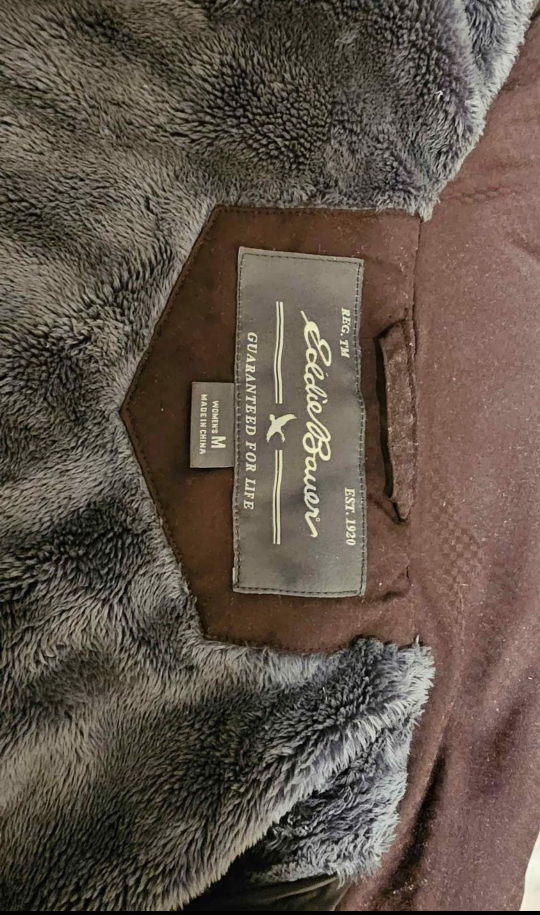 REG. TM EST. 1920
Eddie Bauer®
GUARANTEED FOR LIFE
WOMEN'S M
MADE IN CHINA